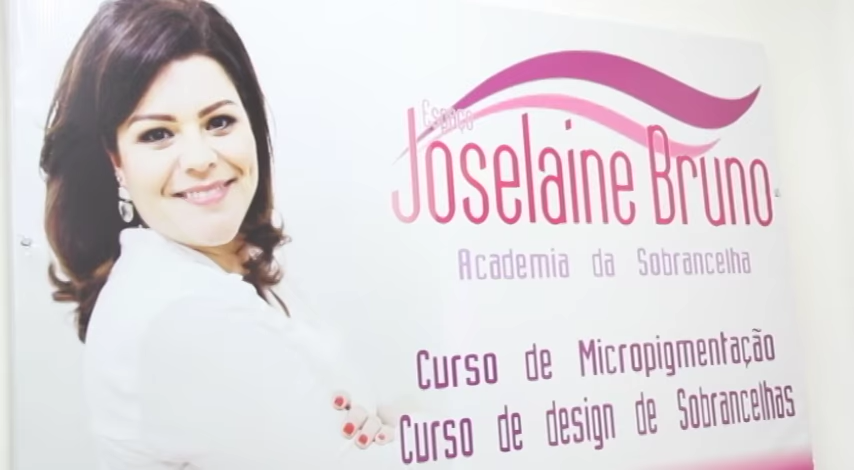 Espaço
Joselaine Bruno
Academia da Sobrancelha
Curso de Micropigmentação
Curso de design de Sobrancelhas